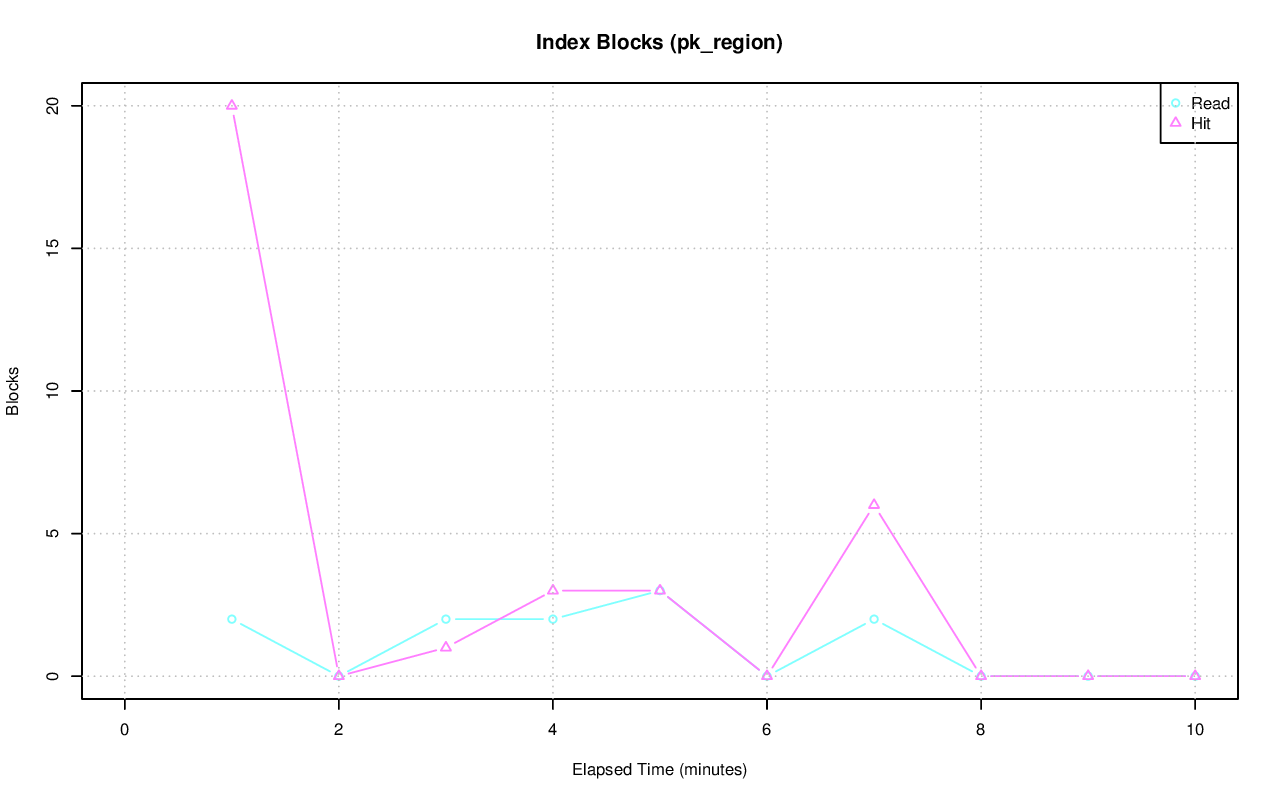 Index Blocks (pk_region)
Read
Hit
20
15
10
5
0
Blocks
0 2 4 6 8 10
Elapsed Time (minutes)